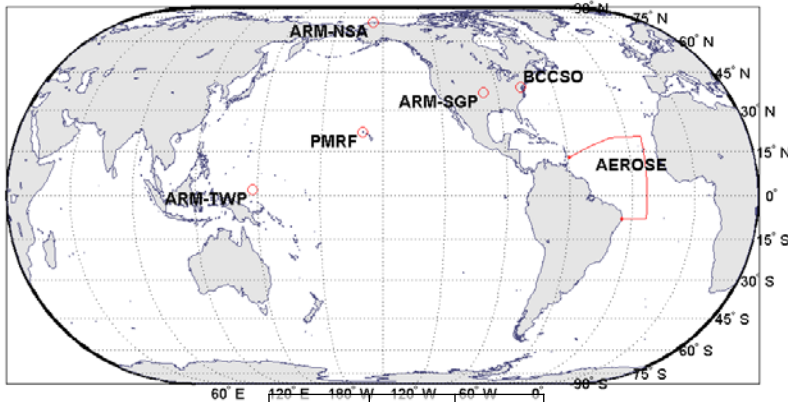 90° N
75° N
ARM-NSA
60° N
45° N
BCCSO
ARM-SGP
30° N
PMRF
15° N
AEROSE
ARM-TWP
0°
15° S
30° S
45° S
60° S
75° S
90° S
60° E 120° E 180° W 120° W 60° W 0°